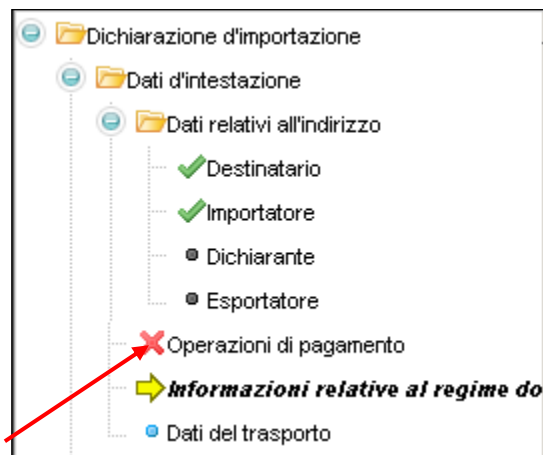 Dichiarazione d'importazione
Dati d'intestazione
Dati relativi all'indirizzo
Destinatario
Importatore
Dichiarante
Esportatore
Operazioni di pagamento
Informazioni relative al regime do
Dati del trasporto